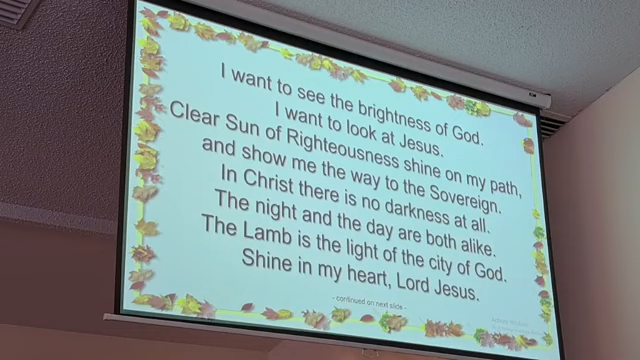 I want to see the brightness of God.
I want to look at Jesus.
Clear Sun of Righteousness shine on my path,
and show me the way to the Sovereign.
In Christ there is no darkness at all.
The night and the day are both alike.
The Lamb is the light of the city of God.
Shine in my heart, Lord Jesus.
- continued on next slide -